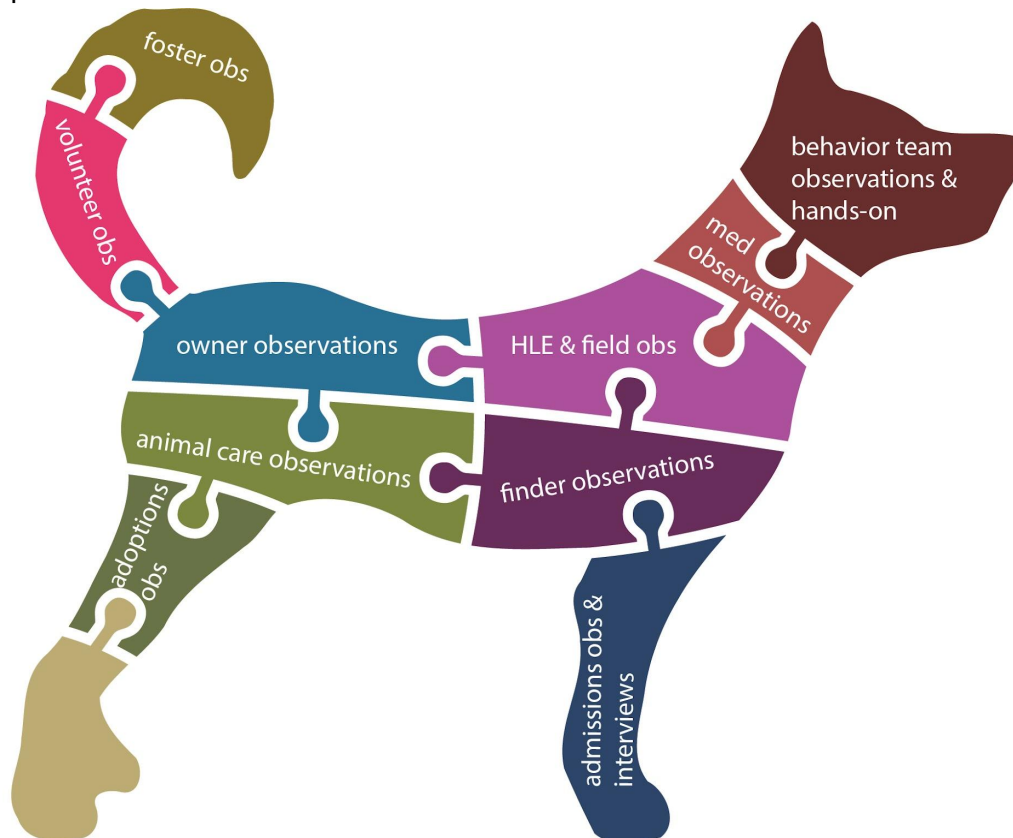 foster obs
volunteer obs
behavior team
observations &
hands-on
med
observations
owner observations
HLE & field obs
animal care observations
finder observations
adoptions
obs
admissions obs &
interviews